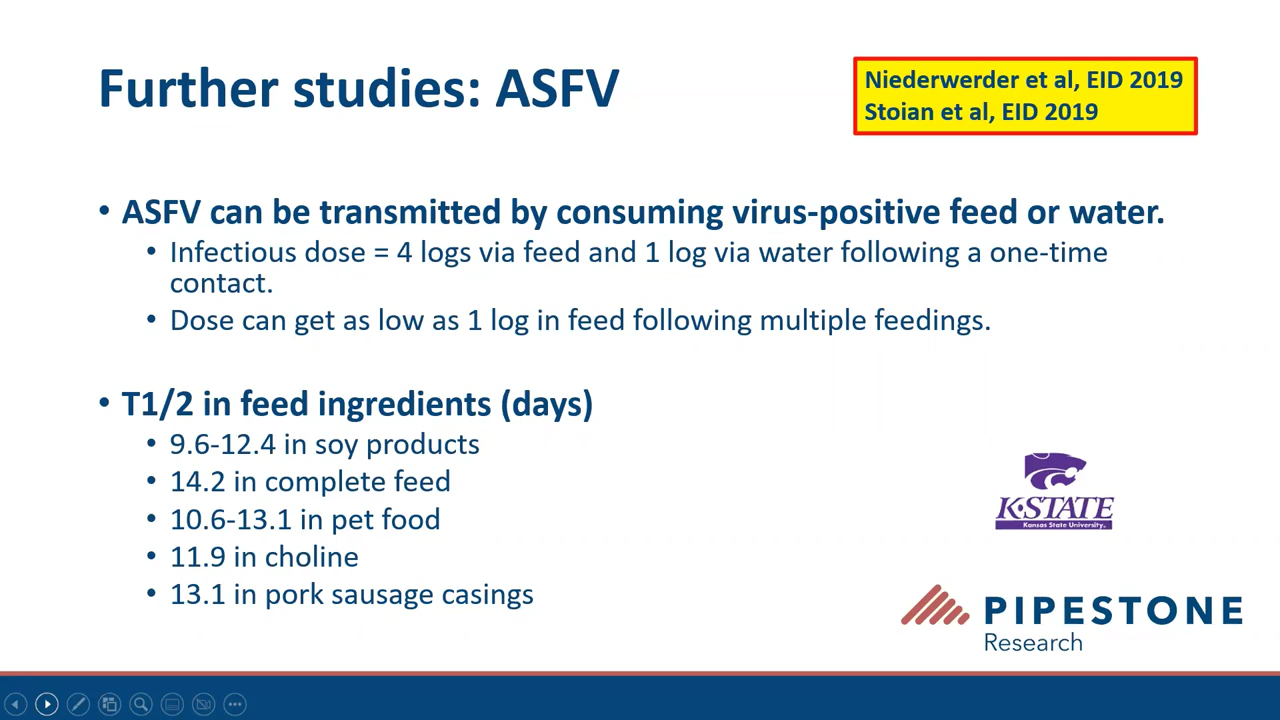 Further studies: ASFV
Niederwerder et al, EID 2019
Stoian et al, EID 2019
• ASFV can be transmitted by consuming virus-positive feed or water.
• Infectious dose = 4 logs via feed and 1 log via water following a one-time
contact.
• Dose can get as low as 1 log in feed following multiple feedings.
• T1/2 in feed ingredients (days)
• 9.6-12.4 in soy products
• 14.2 in complete feed
• 10.6-13.1 in pet food
• 11.9 in choline
• 13.1 in pork sausage casings
K-STATE
Kansas State University.
PIPESTONE
Research